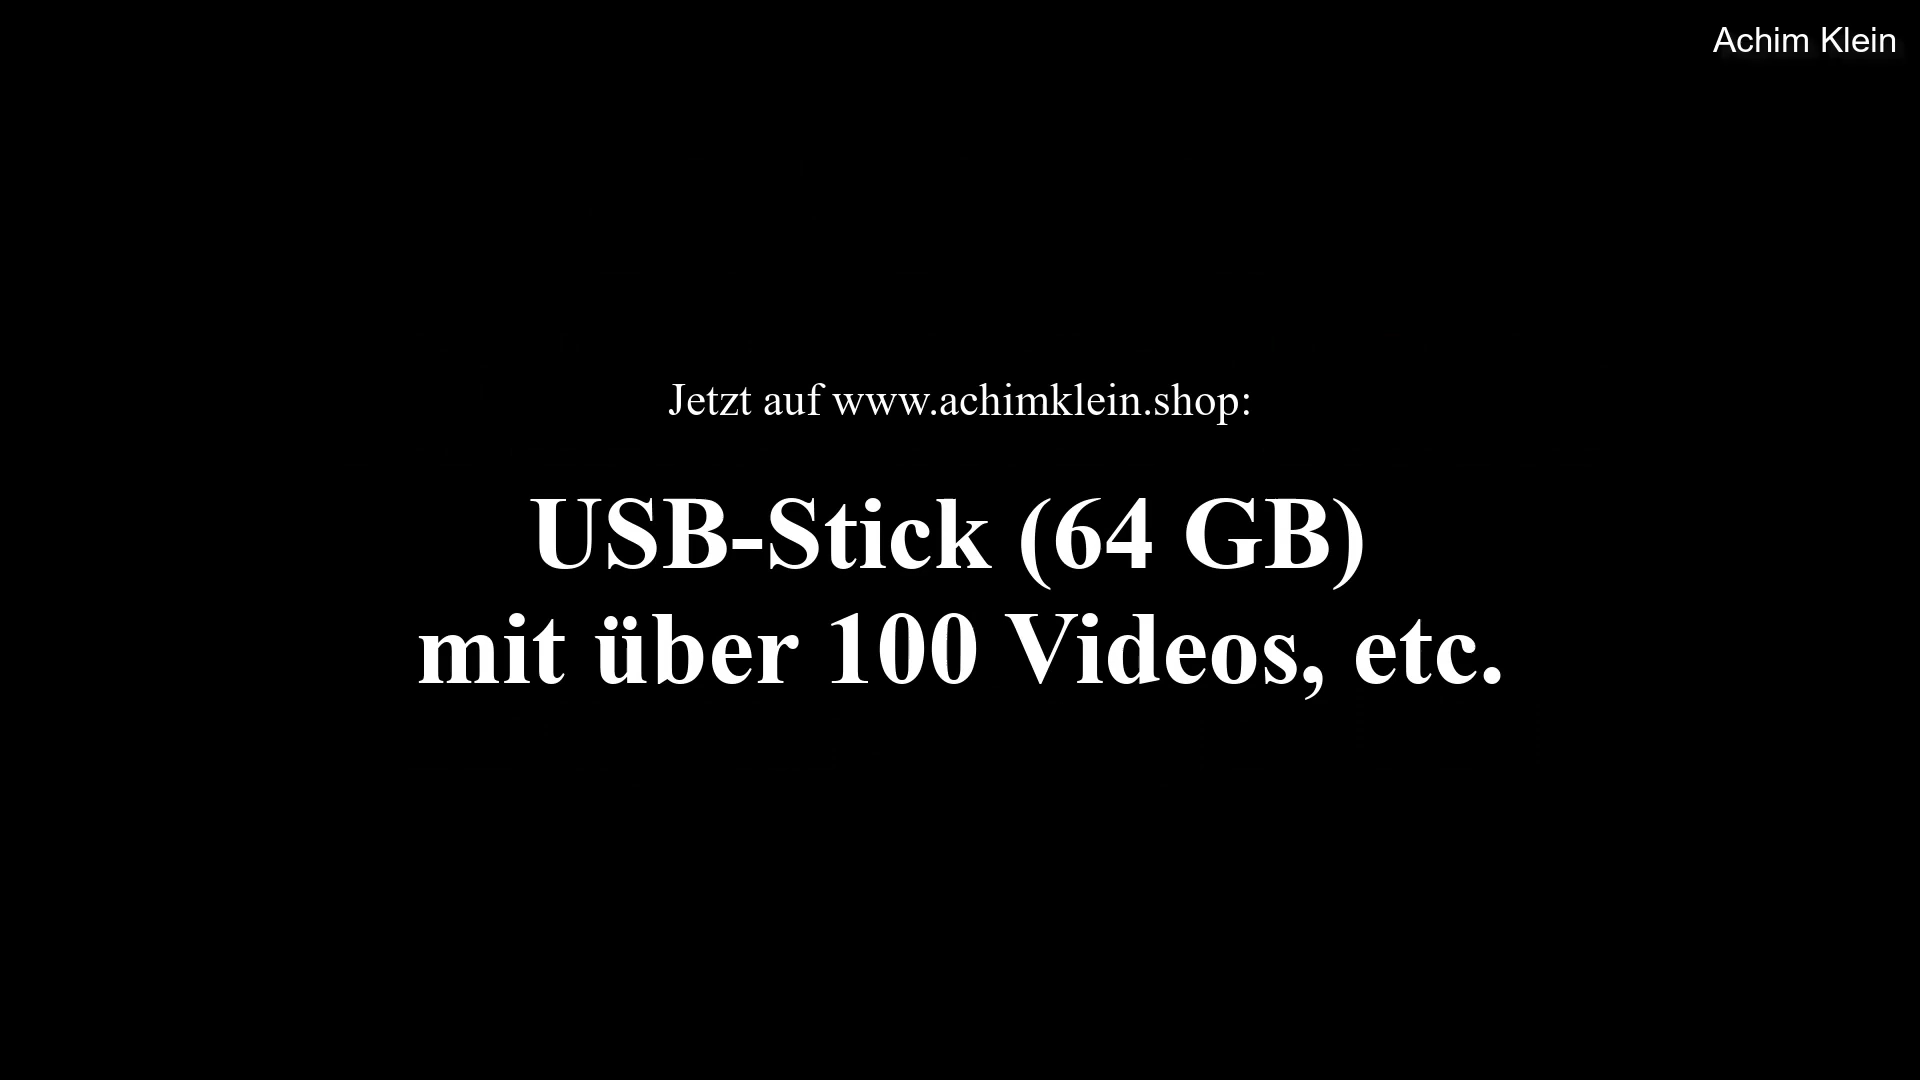 Achim Klein
Jetzt auf www.achimklein.shop:
USB-Stick (64 GB)
mit über 100 Videos, etc.